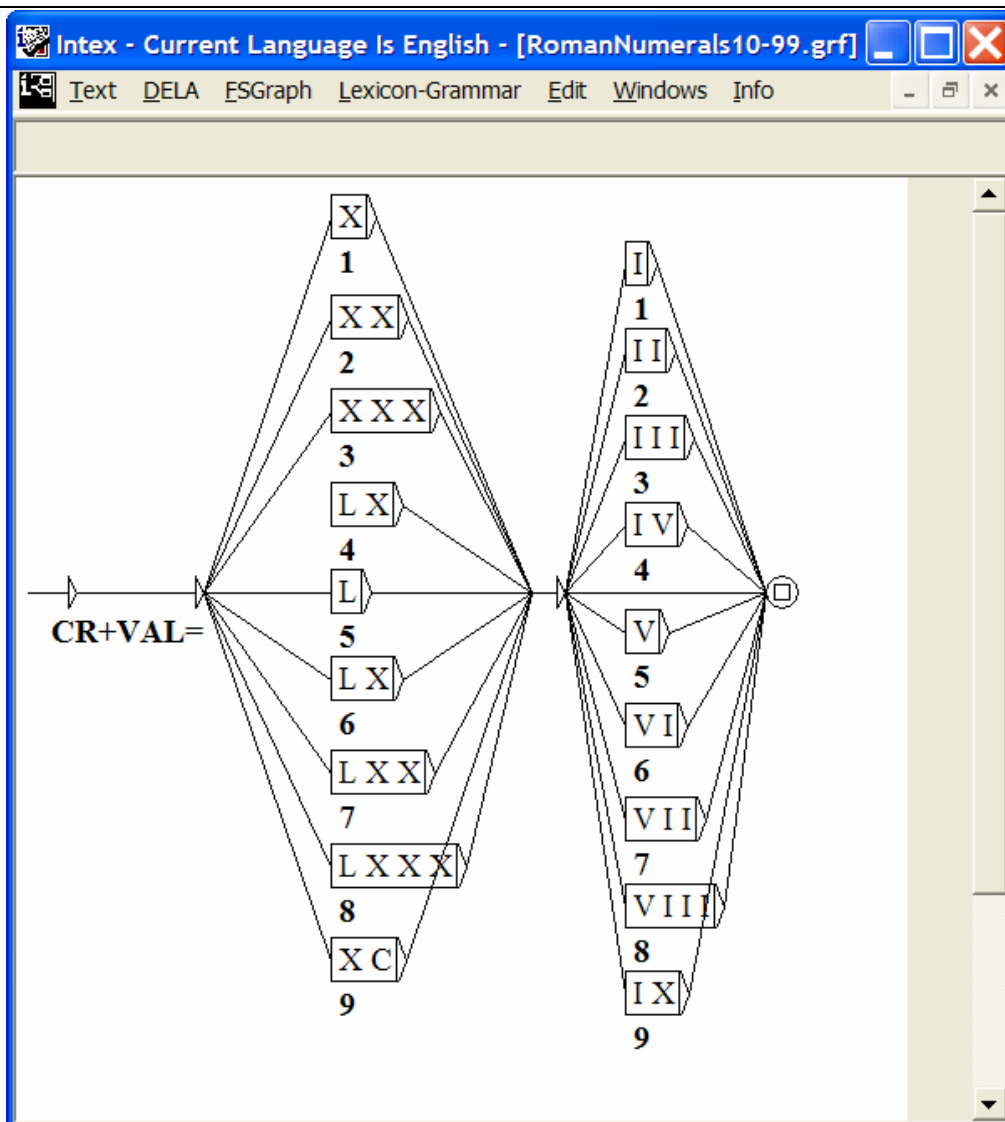 Intex - Current Language Is English - [RomanNumerals10-99.grf]
Text DELA FSGraph Lexicon-Grammar Edit Windows Info
X
1
X X
2
X X X
3
L X
4
L
5
L X
6
L X X
7
L X X X
8
X C
9
CR+VAL=
I
1
I I
2
I I I
3
I V
4
V
5
V I
6
V I I
7
V I I I
8
I X
9